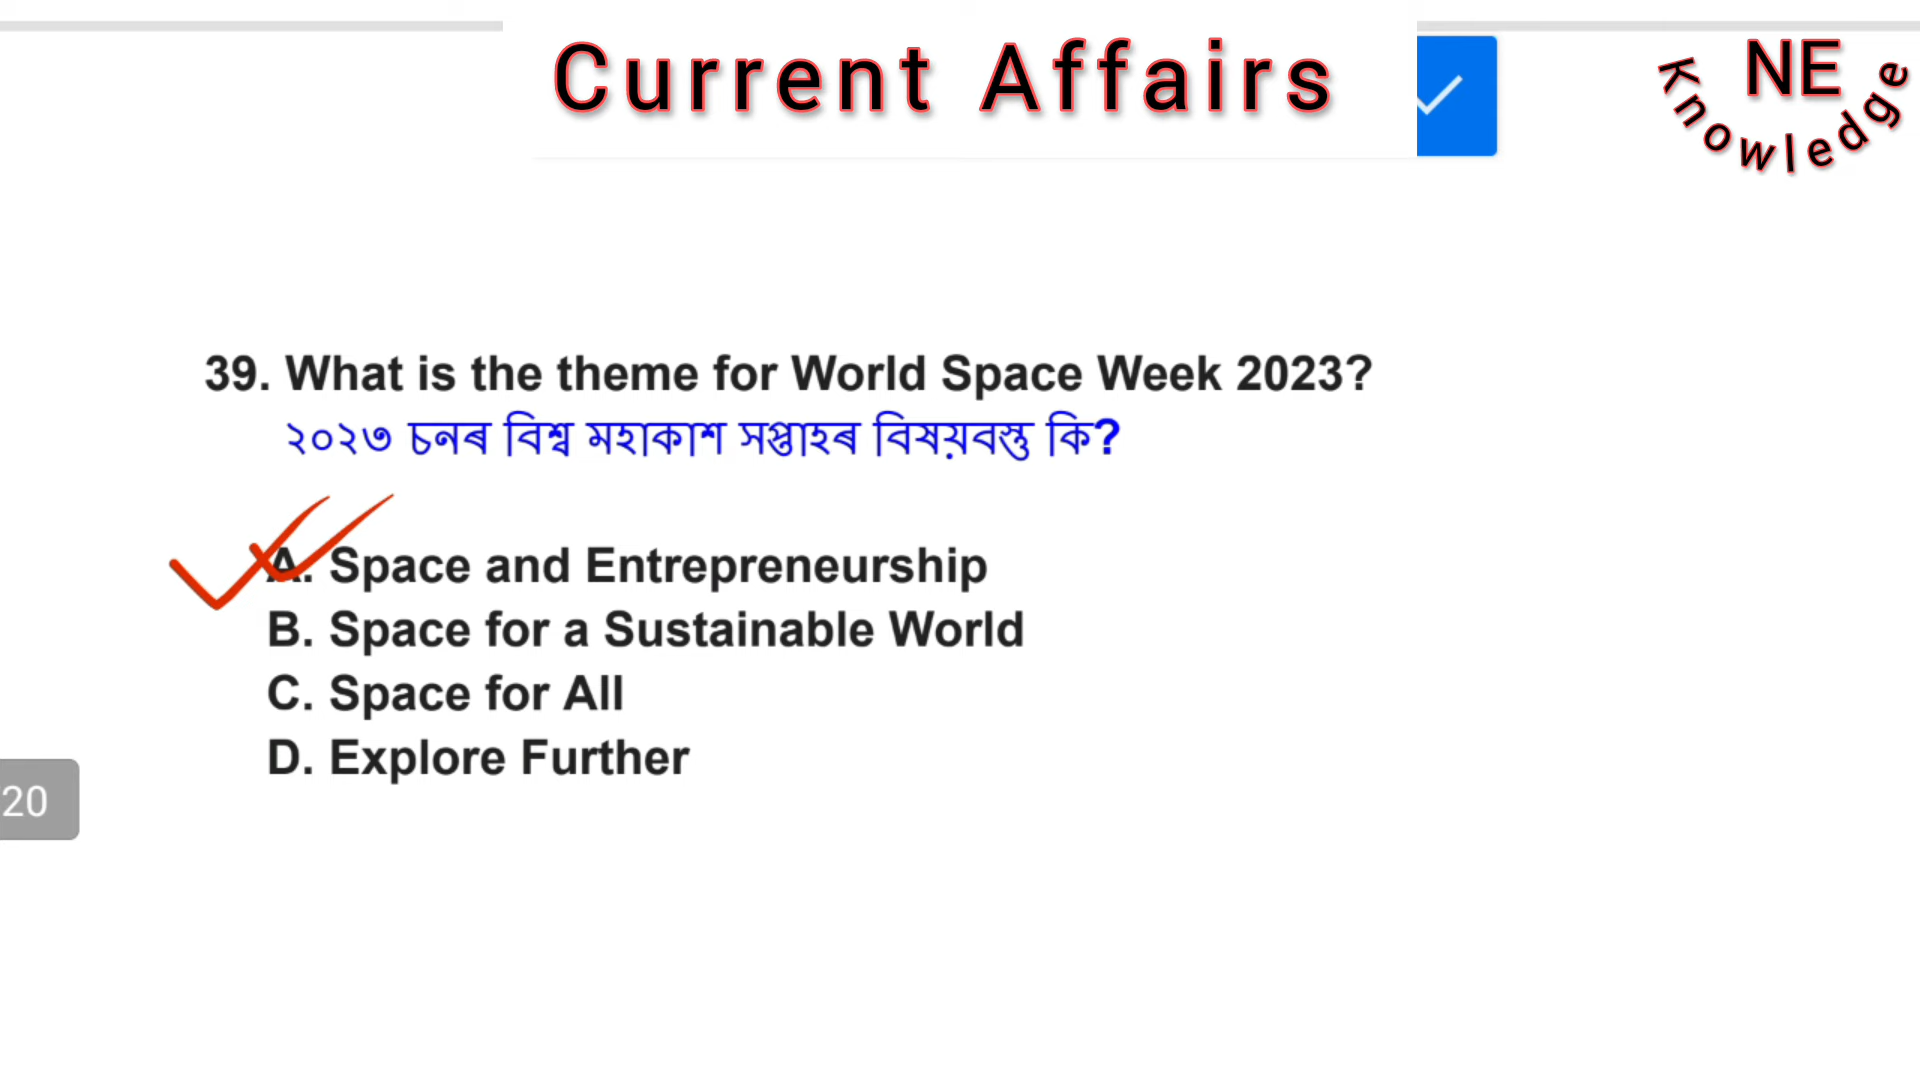 Current Affairs
NE
Knowledge
39. What is the theme for World Space Week 2023?
২০২৩ চনৰ বিশ্ব মহাকাশ সপ্তাহৰ বিষয়বস্তু কি?
A. Space and Entrepreneurship
B. Space for a Sustainable World
C. Space for All
D. Explore Further
20